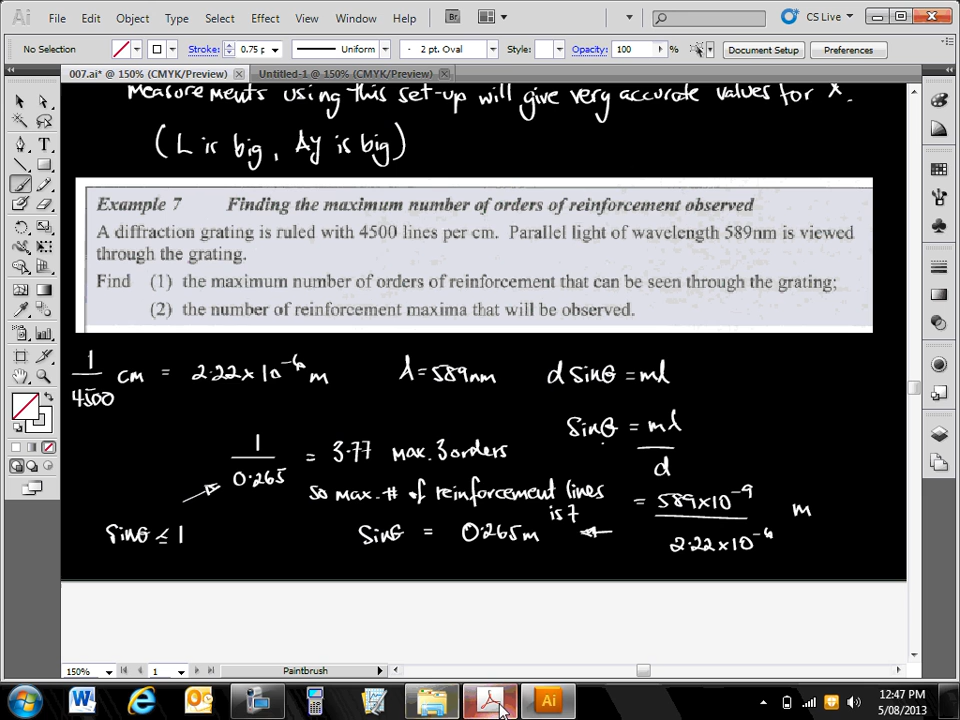 Ai File Edit Object Type Select Effect View Window Help Br CS Live
No Selection Stroke: 0.75 p Uniform 2 pt. Oval Style: Opacity: 100 % Document Setup Preferences
007.ai* @ 150% (CMYK/Preview) Untitled-1 @ 150% (CMYK/Preview)
Measurements using this set-up will give very accurate values for λ.
(L is big, Δy is big)
Example 7 Finding the maximum number of orders of reinforcement observed
A diffraction grating is ruled with 4500 lines per cm. Parallel light of wavelength 589nm is viewed
through the grating.
Find (1) the maximum number of orders of reinforcement that can be seen through the grating;
(2) the number of reinforcement maxima that will be observed.
1/4500 cm = 2.22 x 10⁻⁶ m λ = 589nm d sinθ = mλ
sinθ = mλ/d
1/0.265 = 3.77 max. 3 orders
so max. # of reinforcement lines
is 7
= 589x10⁻⁹/2.22x10⁻⁶ m
sinθ ≤ 1 sinθ = 0.265m
150% 1 Paintbrush
12:47 PM
5/08/2013